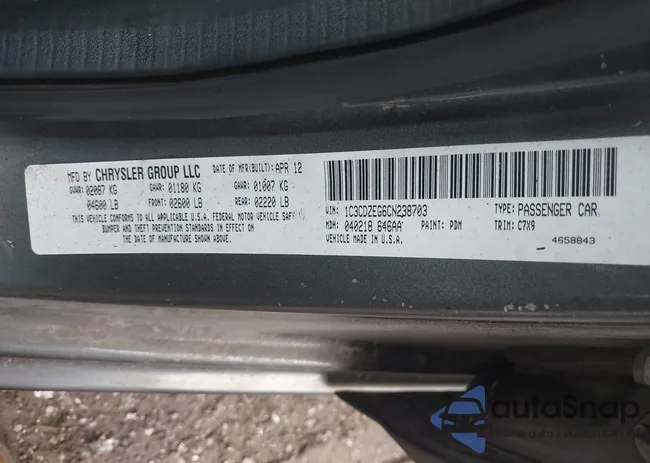 MFD BY CHRYSLER GROUP LLC DATE OF MFR(BUILT): APR 12
GVWR: 02087 KG GAWR: 01180 KG GAWR: 01007 KG
04600 LB FRONT: 02600 LB REAR: 02220 LB
THIS VEHICLE CONFORMS TO ALL APPLICABLE U.S.A. FEDERAL MOTOR VEHICLE SAFETY,
BUMPER AND THEFT PREVENTION STANDARDS IN EFFECT ON
THE DATE OF MANUFACTURE SHOWN ABOVE.
VIN: 1C3CDZEG6CN238703 TYPE: PASSENGER CAR
MDH: 040218 646AA PAINT: PDM TRIM: C7X9
VEHICLE MADE IN U.S.A. 4658843
autoSnap